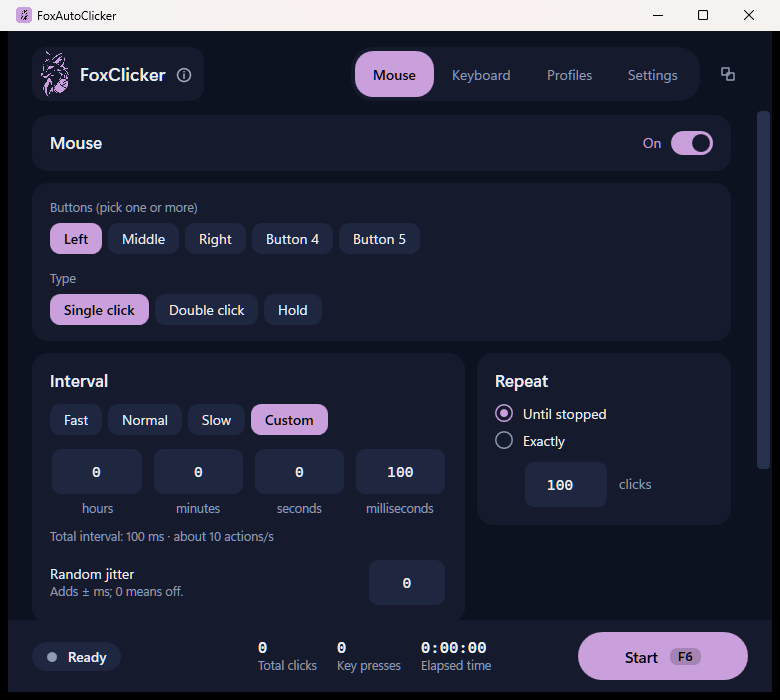 FoxAutoClicker
FoxClicker
Mouse Keyboard Profiles Settings
Mouse
On
Buttons (pick one or more)
Left Middle Right Button 4 Button 5
Type
Single click Double click Hold
Interval
Fast Normal Slow Custom
0 0 0 100
hours minutes seconds milliseconds
Total interval: 100 ms · about 10 actions/s
Random jitter
Adds ± ms; 0 means off.
0
Repeat
Until stopped
Exactly
100 clicks
Ready
0 0 0:00:00
Total clicks Key presses Elapsed time
Start F6